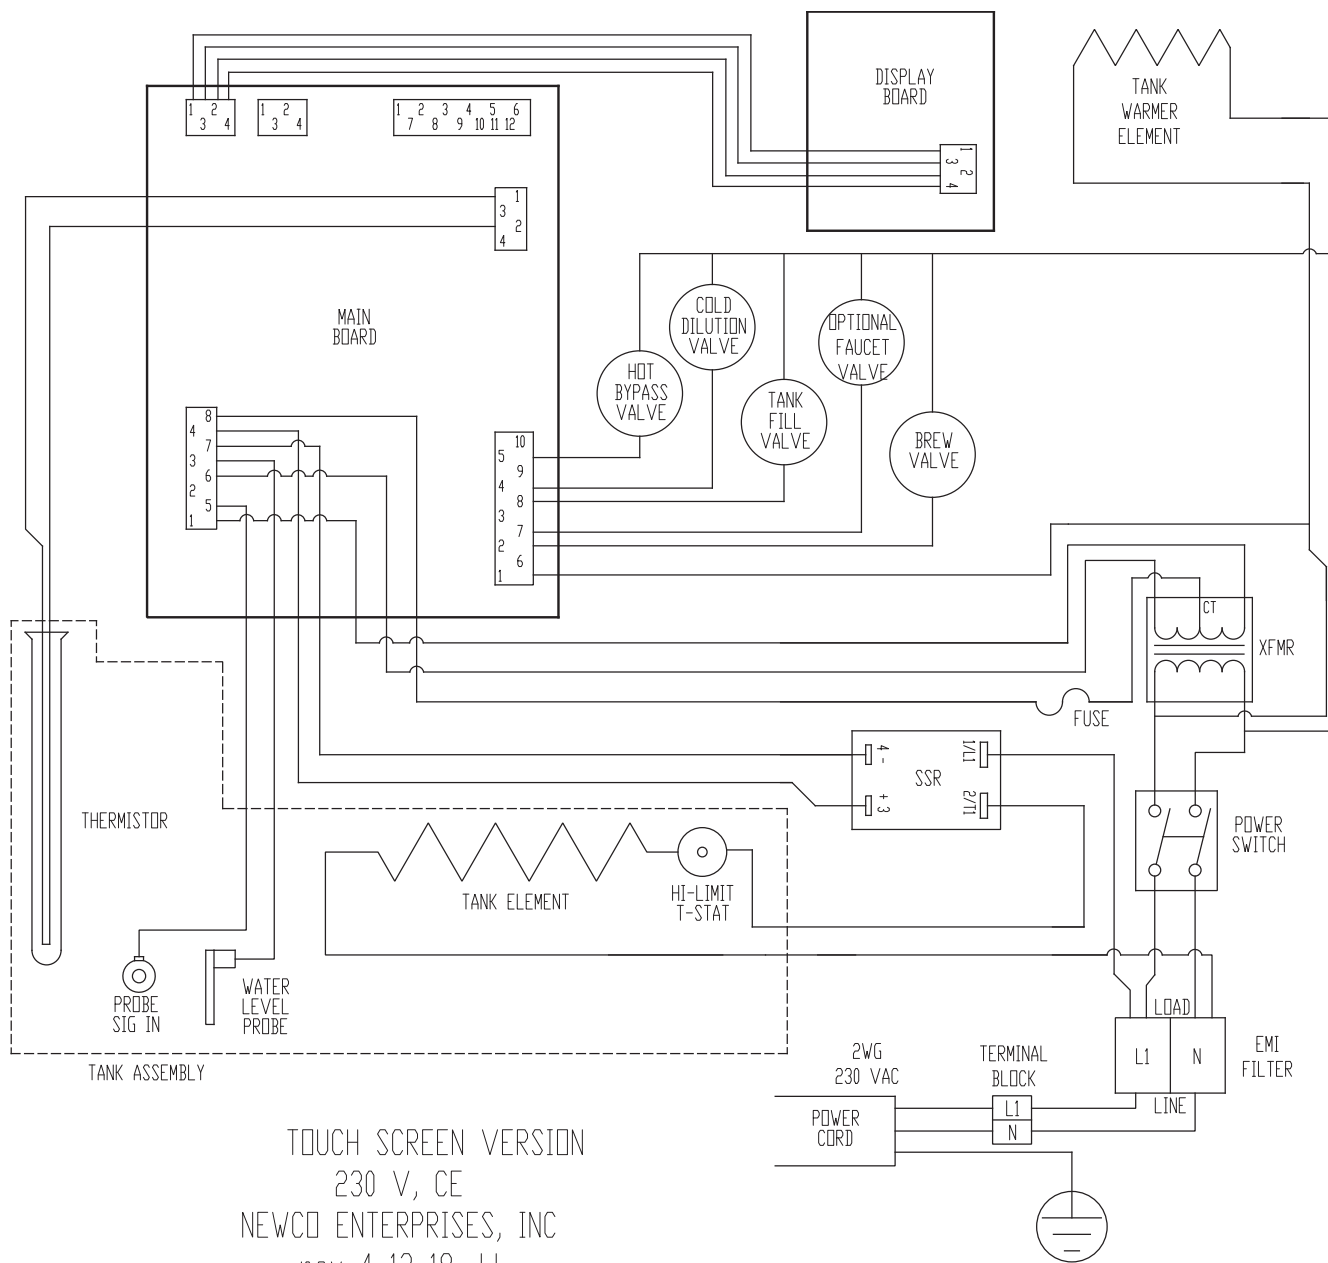 DISPLAY
BOARD
TANK
WARMER
ELEMENT
1 2
3 4
1 2
3 4
1 2 3 4 5 6
7 8 9 10 11 12
1
3
2
4
1
3
2
4
MAIN
BOARD
COLD
DILUTION
VALVE
OPTIONAL
FAUCET
VALVE
HOT
BYPASS
VALVE
TANK
FILL
VALVE
BREW
VALVE
8
4
7
3
6
2
5
1
10
5
9
4
8
3
7
2
6
1
CT
XFMR
FUSE
4 -
1/L1
SSR
+ 3
2/T1
THERMISTOR
POWER
SWITCH
TANK ELEMENT
HI-LIMIT
T-STAT
PROBE
SIG IN
WATER
LEVEL
PROBE
TANK ASSEMBLY
LOAD
L1 N
EMI
FILTER
LINE
2WG
230 VAC
TERMINAL
BLOCK
POWER
CORD
L1
N
TOUCH SCREEN VERSION
230 V, CE
NEWCO ENTERPRISES, INC